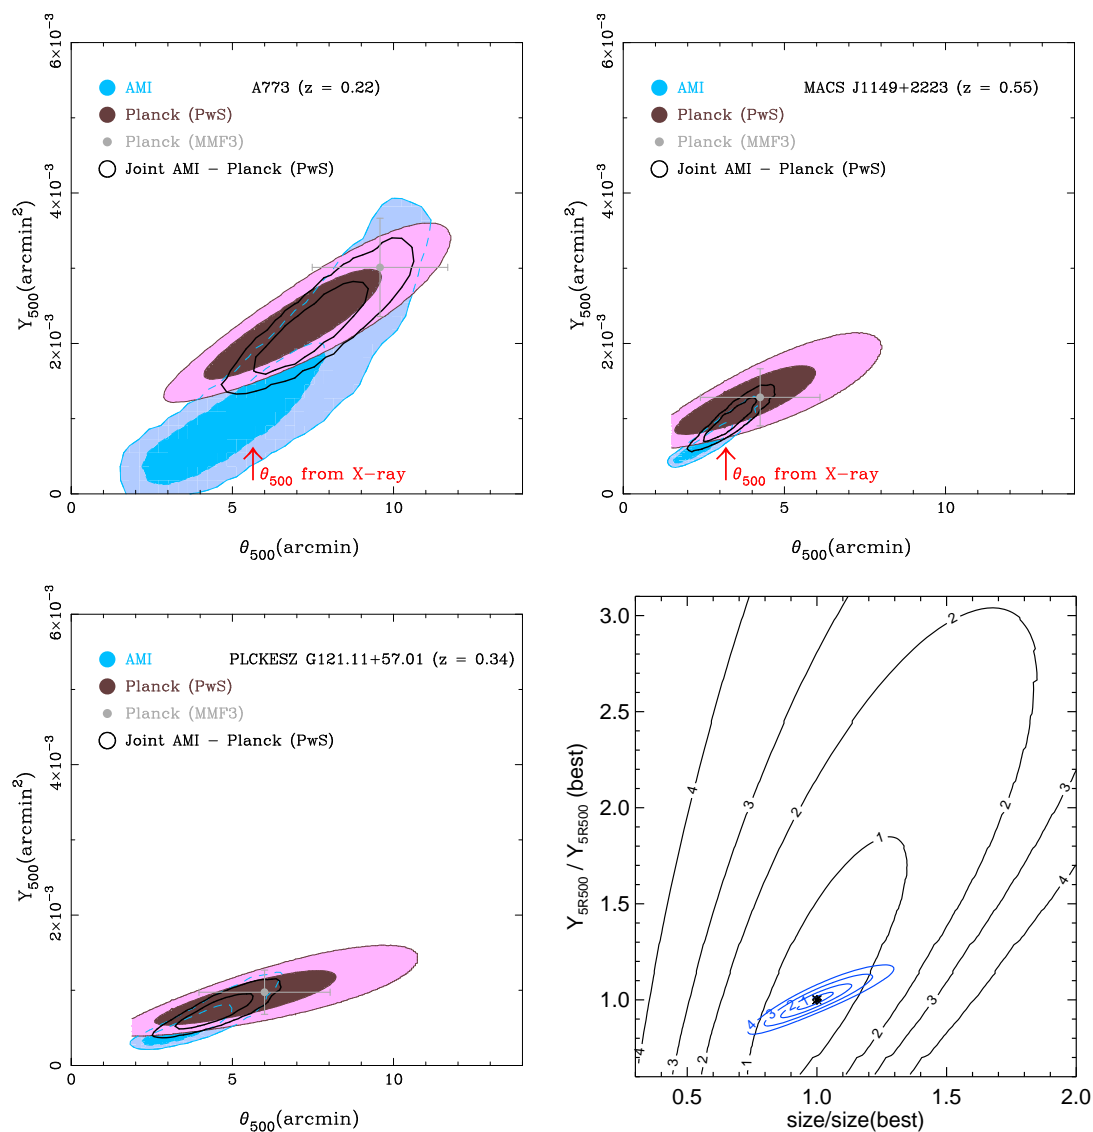 AMI A773 (z = 0.22)
Planck (PwS)
Planck (MMF3)
Joint AMI − Planck (PwS)
6×10−3
4×10−3
2×10−3
0
Y500(arcmin2)
θ500 from X−ray
0 5 10
θ500(arcmin)
AMI MACS J1149+2223 (z = 0.55)
Planck (PwS)
Planck (MMF3)
Joint AMI − Planck (PwS)
6×10−3
4×10−3
2×10−3
0
Y500(arcmin2)
θ500 from X−ray
0 5 10
θ500(arcmin)
AMI PLCKESZ G121.11+57.01 (z = 0.34)
Planck (PwS)
Planck (MMF3)
Joint AMI − Planck (PwS)
6×10−3
4×10−3
2×10−3
0
Y500(arcmin2)
0 5 10
θ500(arcmin)
3.0
2.5
2.0
1.5
1.0
Y5R500 / Y5R500 (best)
2
2
4 3 2 2 3
1 4
4 3 2 1
4 3 2 1 2 3
0.5 1.0 1.5 2.0
size/size(best)